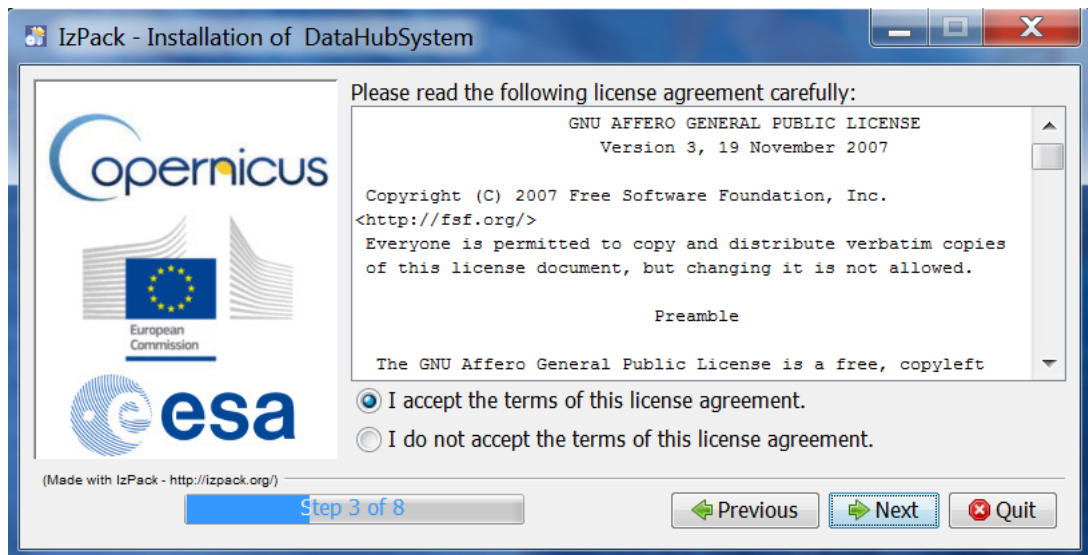 IzPack - Installation of DataHubSystem
Please read the following license agreement carefully:
GNU AFFERO GENERAL PUBLIC LICENSE
Version 3, 19 November 2007
Copyright (C) 2007 Free Software Foundation, Inc.
<http://fsf.org/>
Everyone is permitted to copy and distribute verbatim copies
of this license document, but changing it is not allowed.
Preamble
The GNU Affero General Public License is a free, copyleft
opernicus
European
Commission
esa
I accept the terms of this license agreement.
I do not accept the terms of this license agreement.
(Made with IzPack - http://izpack.org/)
Step 3 of 8
Previous
Next
Quit